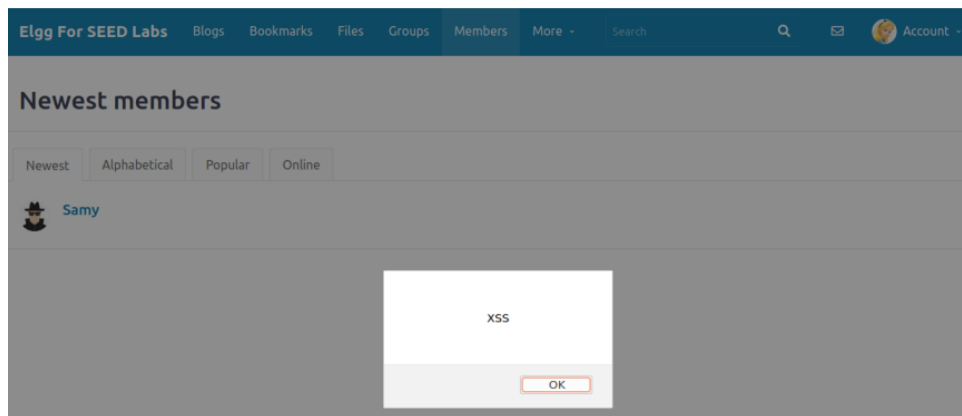 Elgg For SEED Labs Blogs Bookmarks Files Groups Members More Search Account
Newest members
Newest Alphabetical Popular Online
Samy
xss
OK